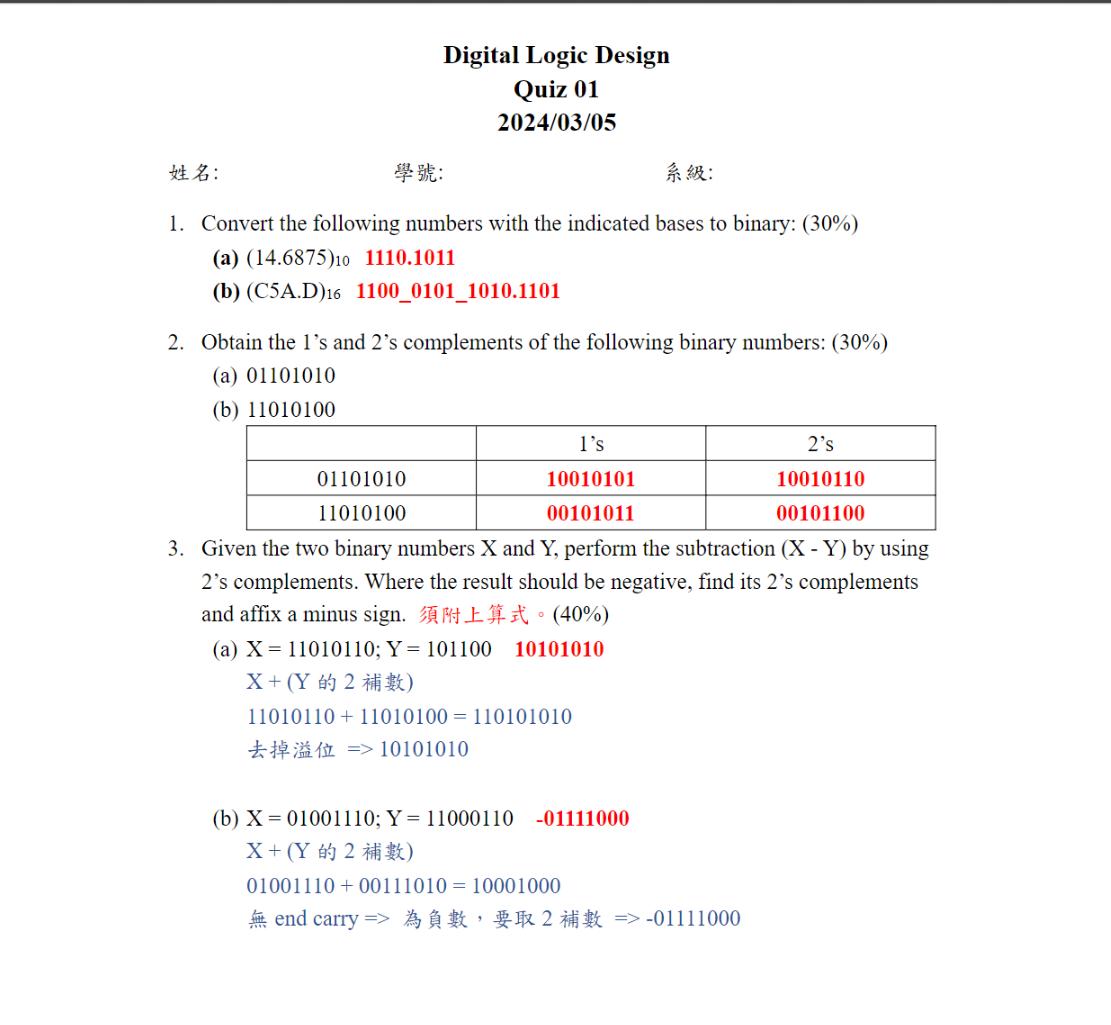 Digital Logic Design
Quiz 01
2024/03/05
姓名: 學號: 系級:
1. Convert the following numbers with the indicated bases to binary: (30%)
(a) (14.6875)10 1110.1011
(b) (C5A.D)16 1100_0101_1010.1101
2. Obtain the 1’s and 2’s complements of the following binary numbers: (30%)
(a) 01101010
(b) 11010100
1’s 2’s
01101010 10010101 10010110
11010100 00101011 00101100
3. Given the two binary numbers X and Y, perform the subtraction (X - Y) by using
2’s complements. Where the result should be negative, find its 2’s complements
and affix a minus sign. 須附上算式。(40%)
(a) X = 11010110; Y = 101100 10101010
X + (Y 的 2 補數)
11010110 + 11010100 = 110101010
去掉溢位 => 10101010
(b) X = 01001110; Y = 11000110 -01111000
X + (Y 的 2 補數)
01001110 + 00111010 = 10001000
無 end carry => 為負數，要取 2 補數 => -01111000